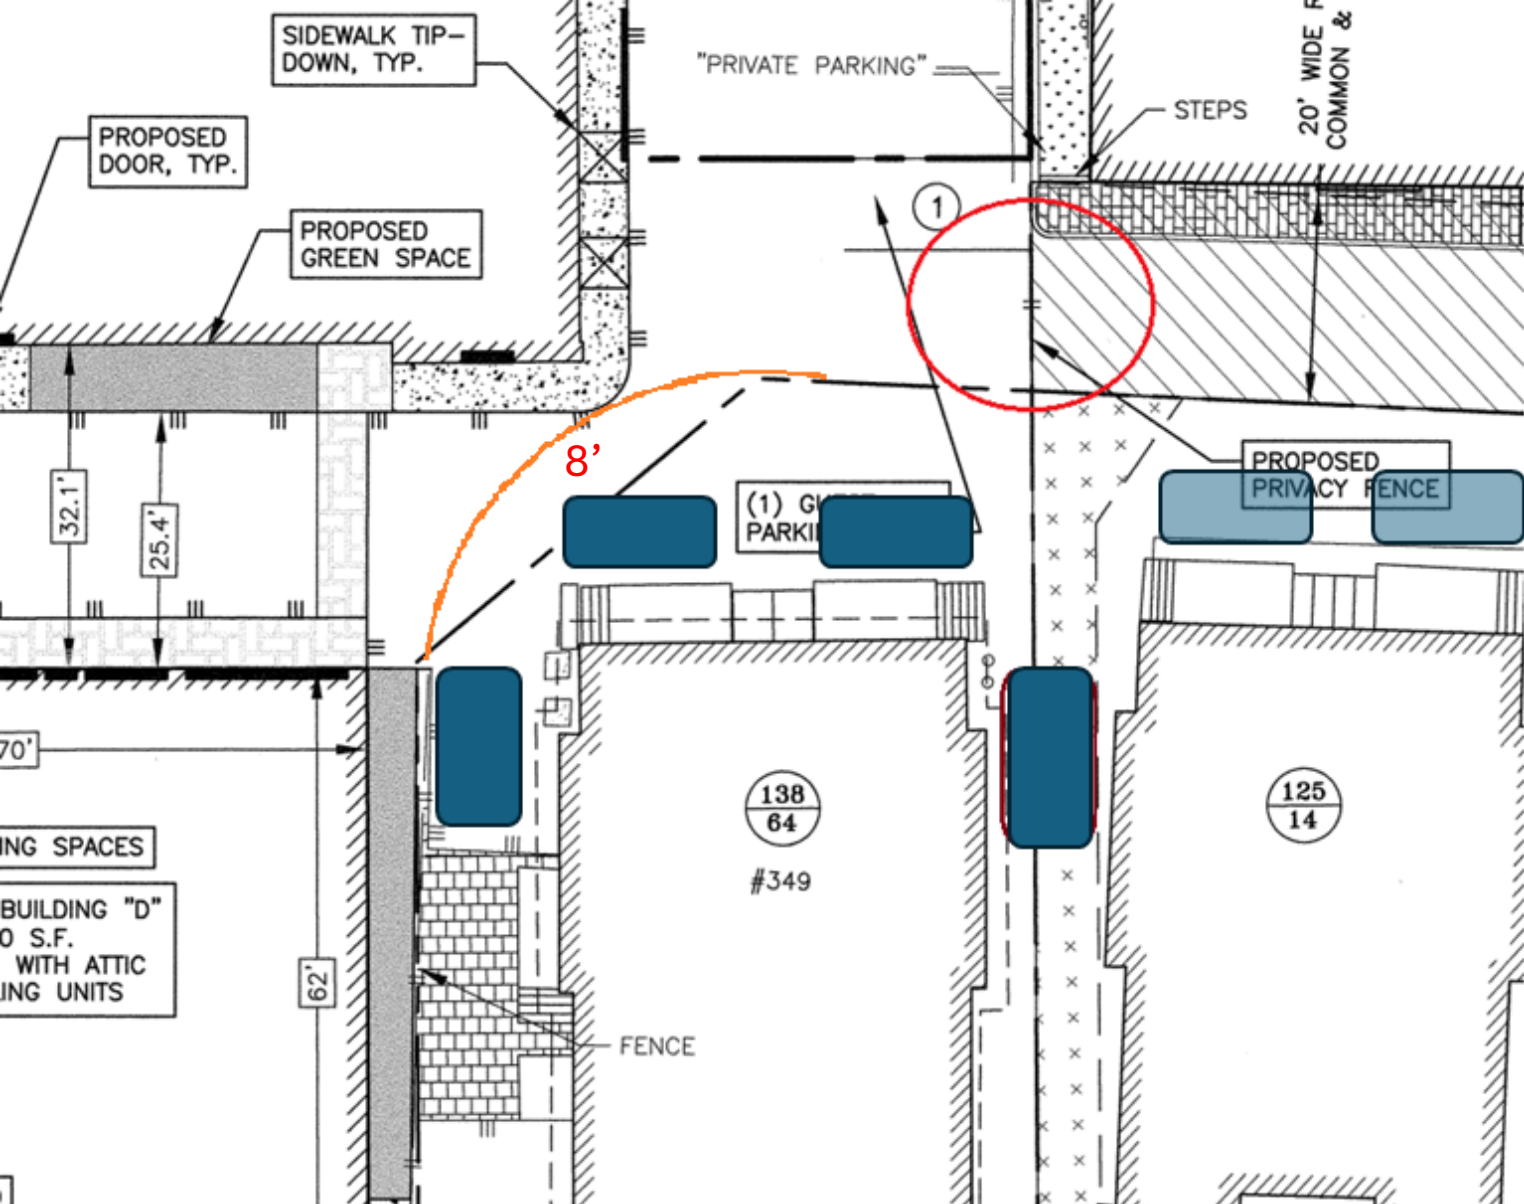 SIDEWALK TIP-
DOWN, TYP.
"PRIVATE PARKING"
20' WIDE
COMMON &
STEPS
PROPOSED
DOOR, TYP.
1
PROPOSED
GREEN SPACE
8'
32.1'
25.4'
(1)
PROPOSED
PRIVACY FENCE
70'
138
64
125
14
ING SPACES
#349
BUILDING "D"
0 S.F.
WITH ATTIC
ING UNITS
62'
FENCE